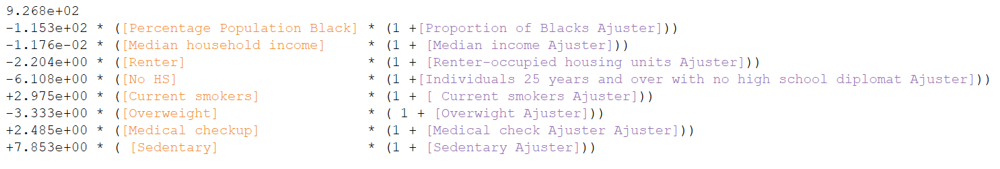 9.268e+02
-1.153e+02 * ([Percentage Population Black] * (1 +[Proportion of Blacks Ajuster]))
-1.176e-02 * ([Median household income] * (1 + [Median income Ajuster]))
-2.204e+00 * ([Renter] * (1 + [Renter-occupied housing units Ajuster]))
-6.108e+00 * ([No HS] * (1 +[Individuals 25 years and over with no high school diplomat Ajuster]))
+2.975e+00 * ([Current smokers] * (1 + [ Current smokers Ajuster]))
-3.333e+00 * ([Overweight] * ( 1 + [Overwight Ajuster]))
+2.485e+00 * ([Medical checkup] * (1 + [Medical check Ajuster Ajuster]))
+7.853e+00 * ( [Sedentary] * (1 + [Sedentary Ajuster]))